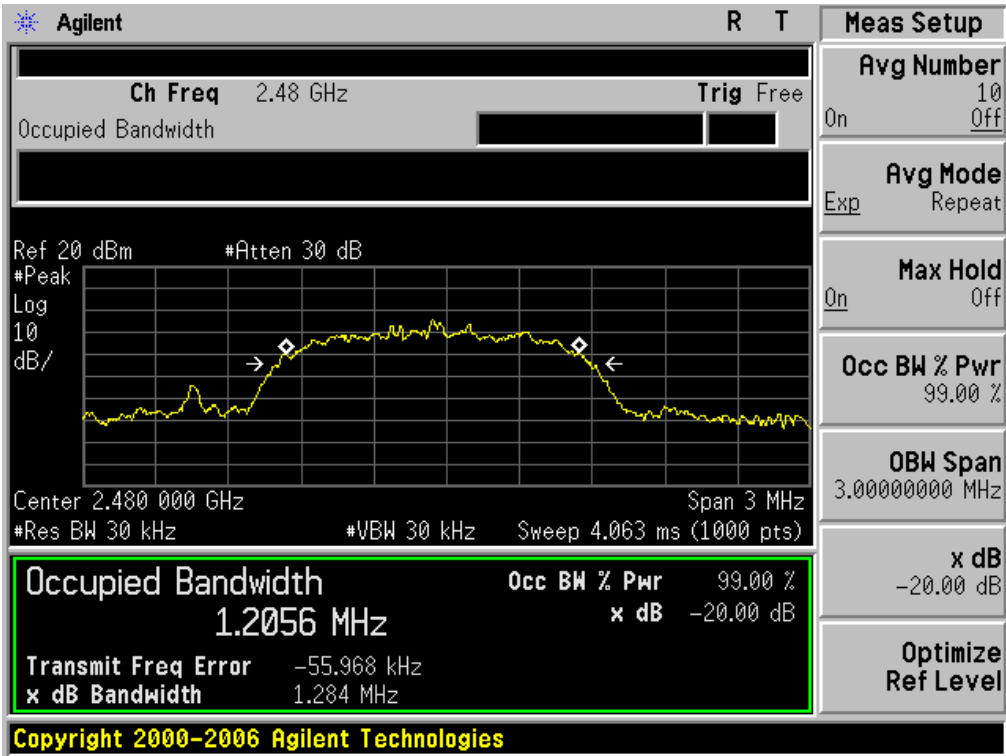 Agilent R T
Meas Setup
Ch Freq 2.48 GHz Trig Free
Occupied Bandwidth
Ref 20 dBm #Atten 30 dB
#Peak
Log
10
dB/
Center 2.480 000 GHz Span 3 MHz
#Res BW 30 kHz #VBW 30 kHz Sweep 4.063 ms (1000 pts)
Occupied Bandwidth Occ BW % Pwr 99.00 %
1.2056 MHz x dB -20.00 dB
Transmit Freq Error -55.968 kHz
x dB Bandwidth 1.284 MHz
Avg Number
10
On Off
Avg Mode
Exp Repeat
Max Hold
On Off
Occ BW % Pwr
99.00 %
OBW Span
3.00000000 MHz
x dB
-20.00 dB
Optimize
Ref Level
Copyright 2000-2006 Agilent Technologies